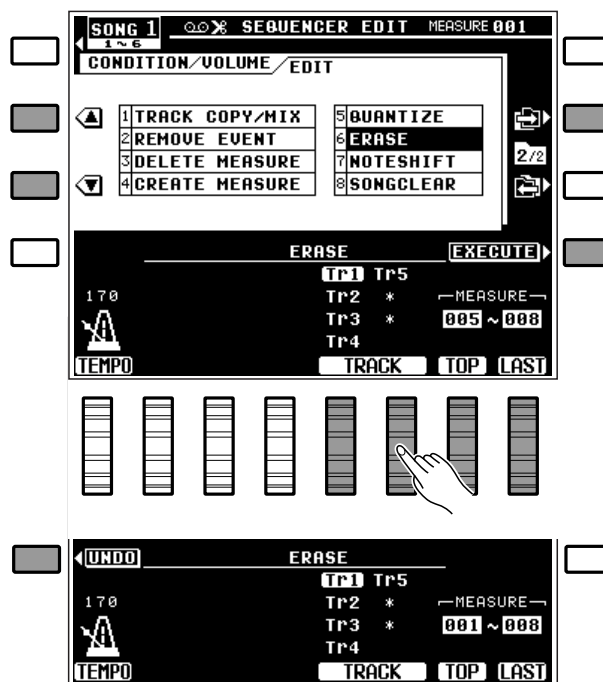 SONG 1 SEQUENCER EDIT MEASURE 001
1~6
CONDITION/VOLUME EDIT
1 TRACK COPY/MIX 5 QUANTIZE
2 REMOVE EVENT 6 ERASE
3 DELETE MEASURE 7 NOTESHIFT
4 CREATE MEASURE 8 SONGCLEAR
2/2
ERASE EXECUTE
Tr1 Tr5
170 Tr2 * MEASURE
Tr3 * 005 ~ 008
Tr4
TEMPO TRACK TOP LAST
UNDO ERASE
Tr1 Tr5
170 Tr2 * MEASURE
Tr3 * 001 ~ 008
Tr4
TEMPO TRACK TOP LAST